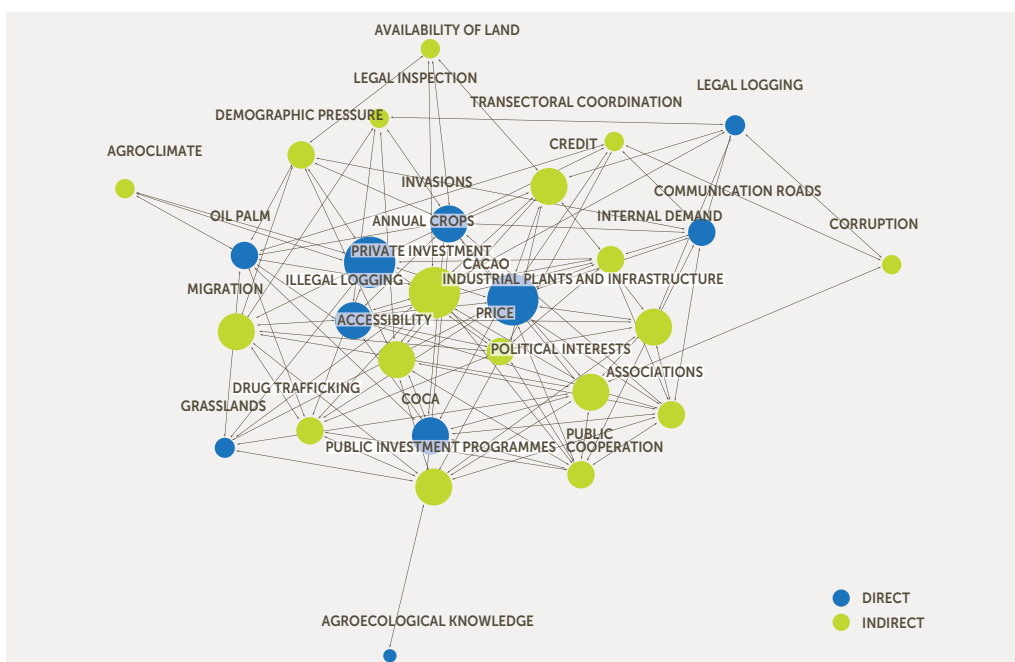 AVAILABILITY OF LAND
LEGAL INSPECTION
LEGAL LOGGING
TRANSECTORAL COORDINATION
DEMOGRAPHIC PRESSURE
CREDIT
AGROCLIMATE
INVASIONS
COMMUNICATION ROADS
OIL PALM
ANNUAL CROPS
INTERNAL DEMAND
CORRUPTION
PRIVATE INVESTMENT
CACAO
ILLEGAL LOGGING
INDUSTRIAL PLANTS AND INFRASTRUCTURE
MIGRATION
ACCESSIBILITY
PRICE
POLITICAL INTERESTS
ASSOCIATIONS
DRUG TRAFFICKING
COCA
GRASSLANDS
PUBLIC
COOPERATION
PUBLIC INVESTMENT PROGRAMMES
DIRECT
INDIRECT
AGROECOLOGICAL KNOWLEDGE